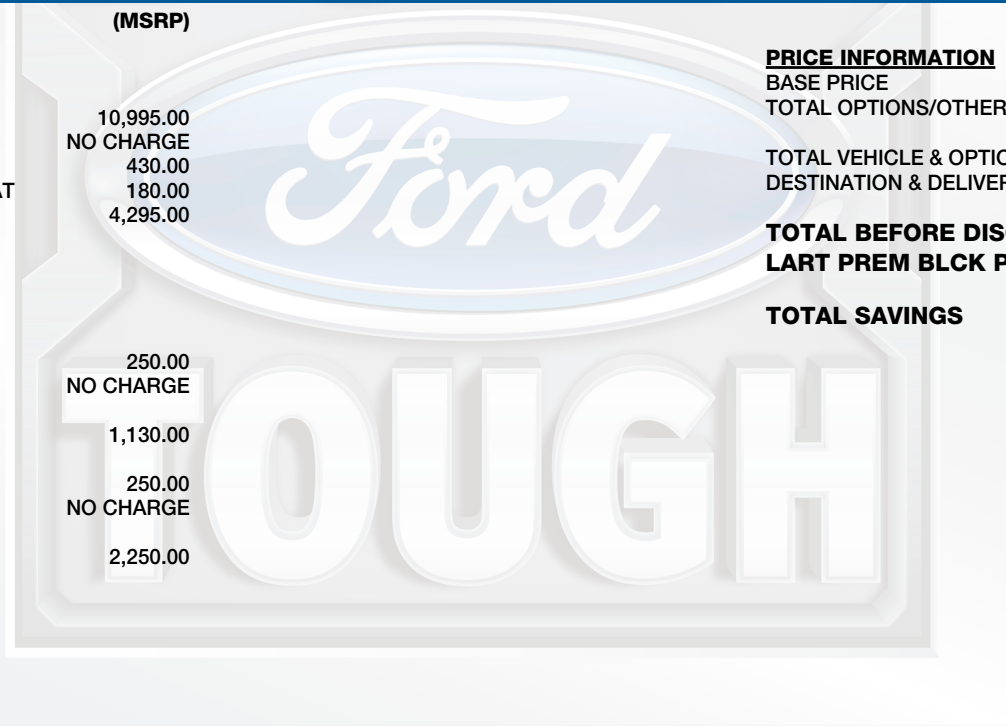 (MSRP)
10,995.00
NO CHARGE
430.00
180.00
4,295.00
250.00
NO CHARGE
1,130.00
250.00
NO CHARGE
2,250.00
PRICE INFORMATION
BASE PRICE
TOTAL OPTIONS/OTHER
TOTAL VEHICLE & OPTIO
DESTINATION & DELIVER
TOTAL BEFORE DIS
LART PREM BLCK P
TOTAL SAVINGS
Ford
TOUGH